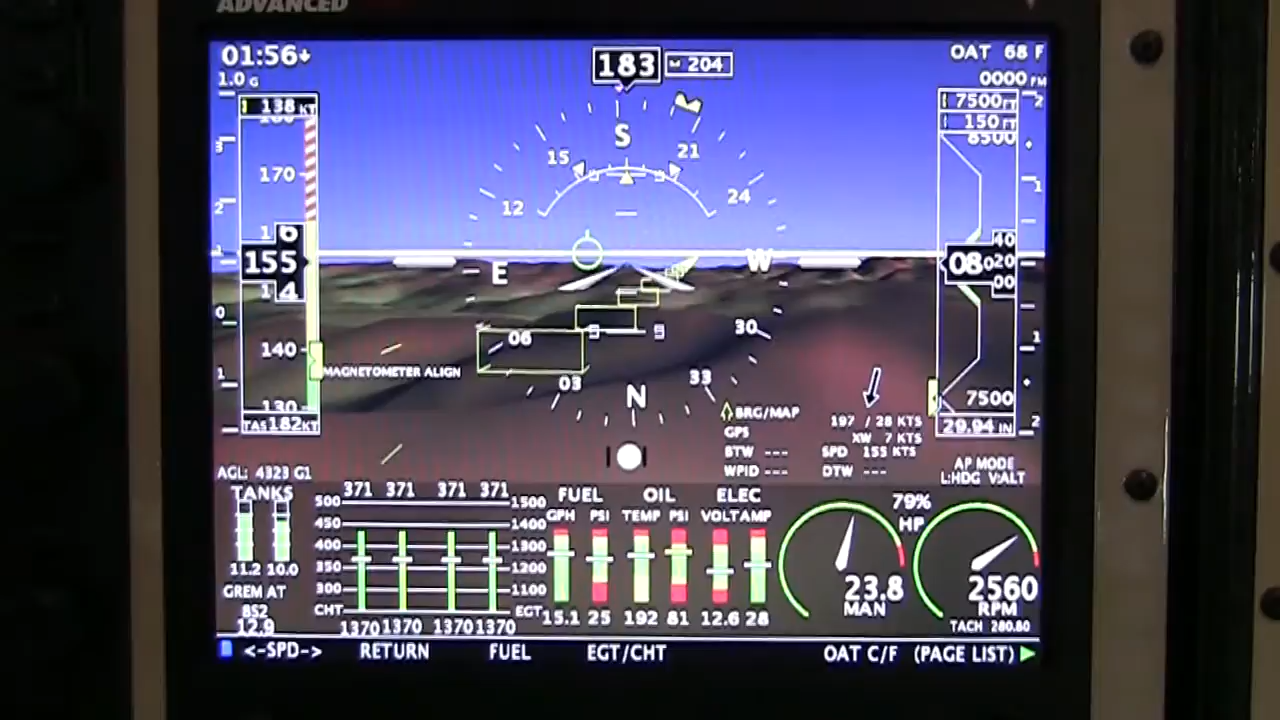 ADVANCED
01:56 183 204 OAT 68 F
1.0 G 0000 FM
138 KT 7500 FT
150 FT
8500
S
15 21
170
12 24
155 080 40 20 00
E W
06 30
140 MAGNETOMETER ALIGN
03 33
N
7500
130
BRG/MAP 197 / 28 KTS
TAS 182 KT GPS XW 7 KTS 29.94 IN
BTW --- SPD 155 KTS
WPID --- DTW ---
AP MODE
L:HDG V:ALT
AGL: 4323 G1
TANKS 371 371 371 371 FUEL OIL ELEC 79%
HP
500 1500 GPH PSI TEMP PSI VOLT AMP
450 1400
400 1300
350 1200
300 1100
CHT EGT
11.2 10.0
GREM AT
852
12.9
1370 1370 1370 1370 15.1 25 192 81 12.6 28
23.8 2560
MAN RPM
TACH 280.80
<-SPD-> RETURN FUEL EGT/CHT OAT C/F (PAGE LIST)